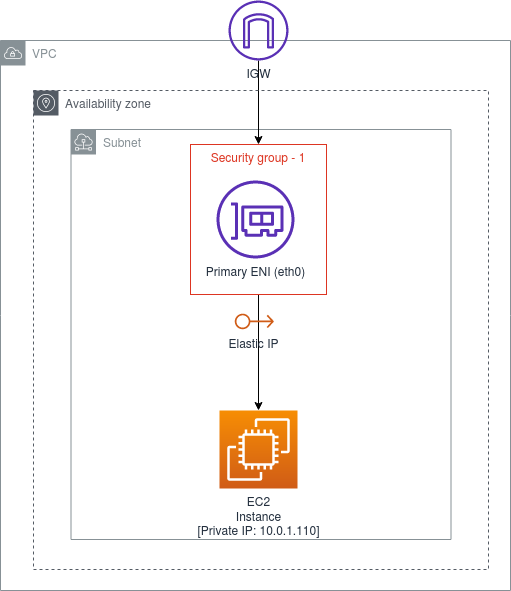 IGW
VPC
Availability zone
Subnet
Security group - 1
Primary ENI (eth0)
Elastic IP
EC2
Instance
[Private IP: 10.0.1.110]